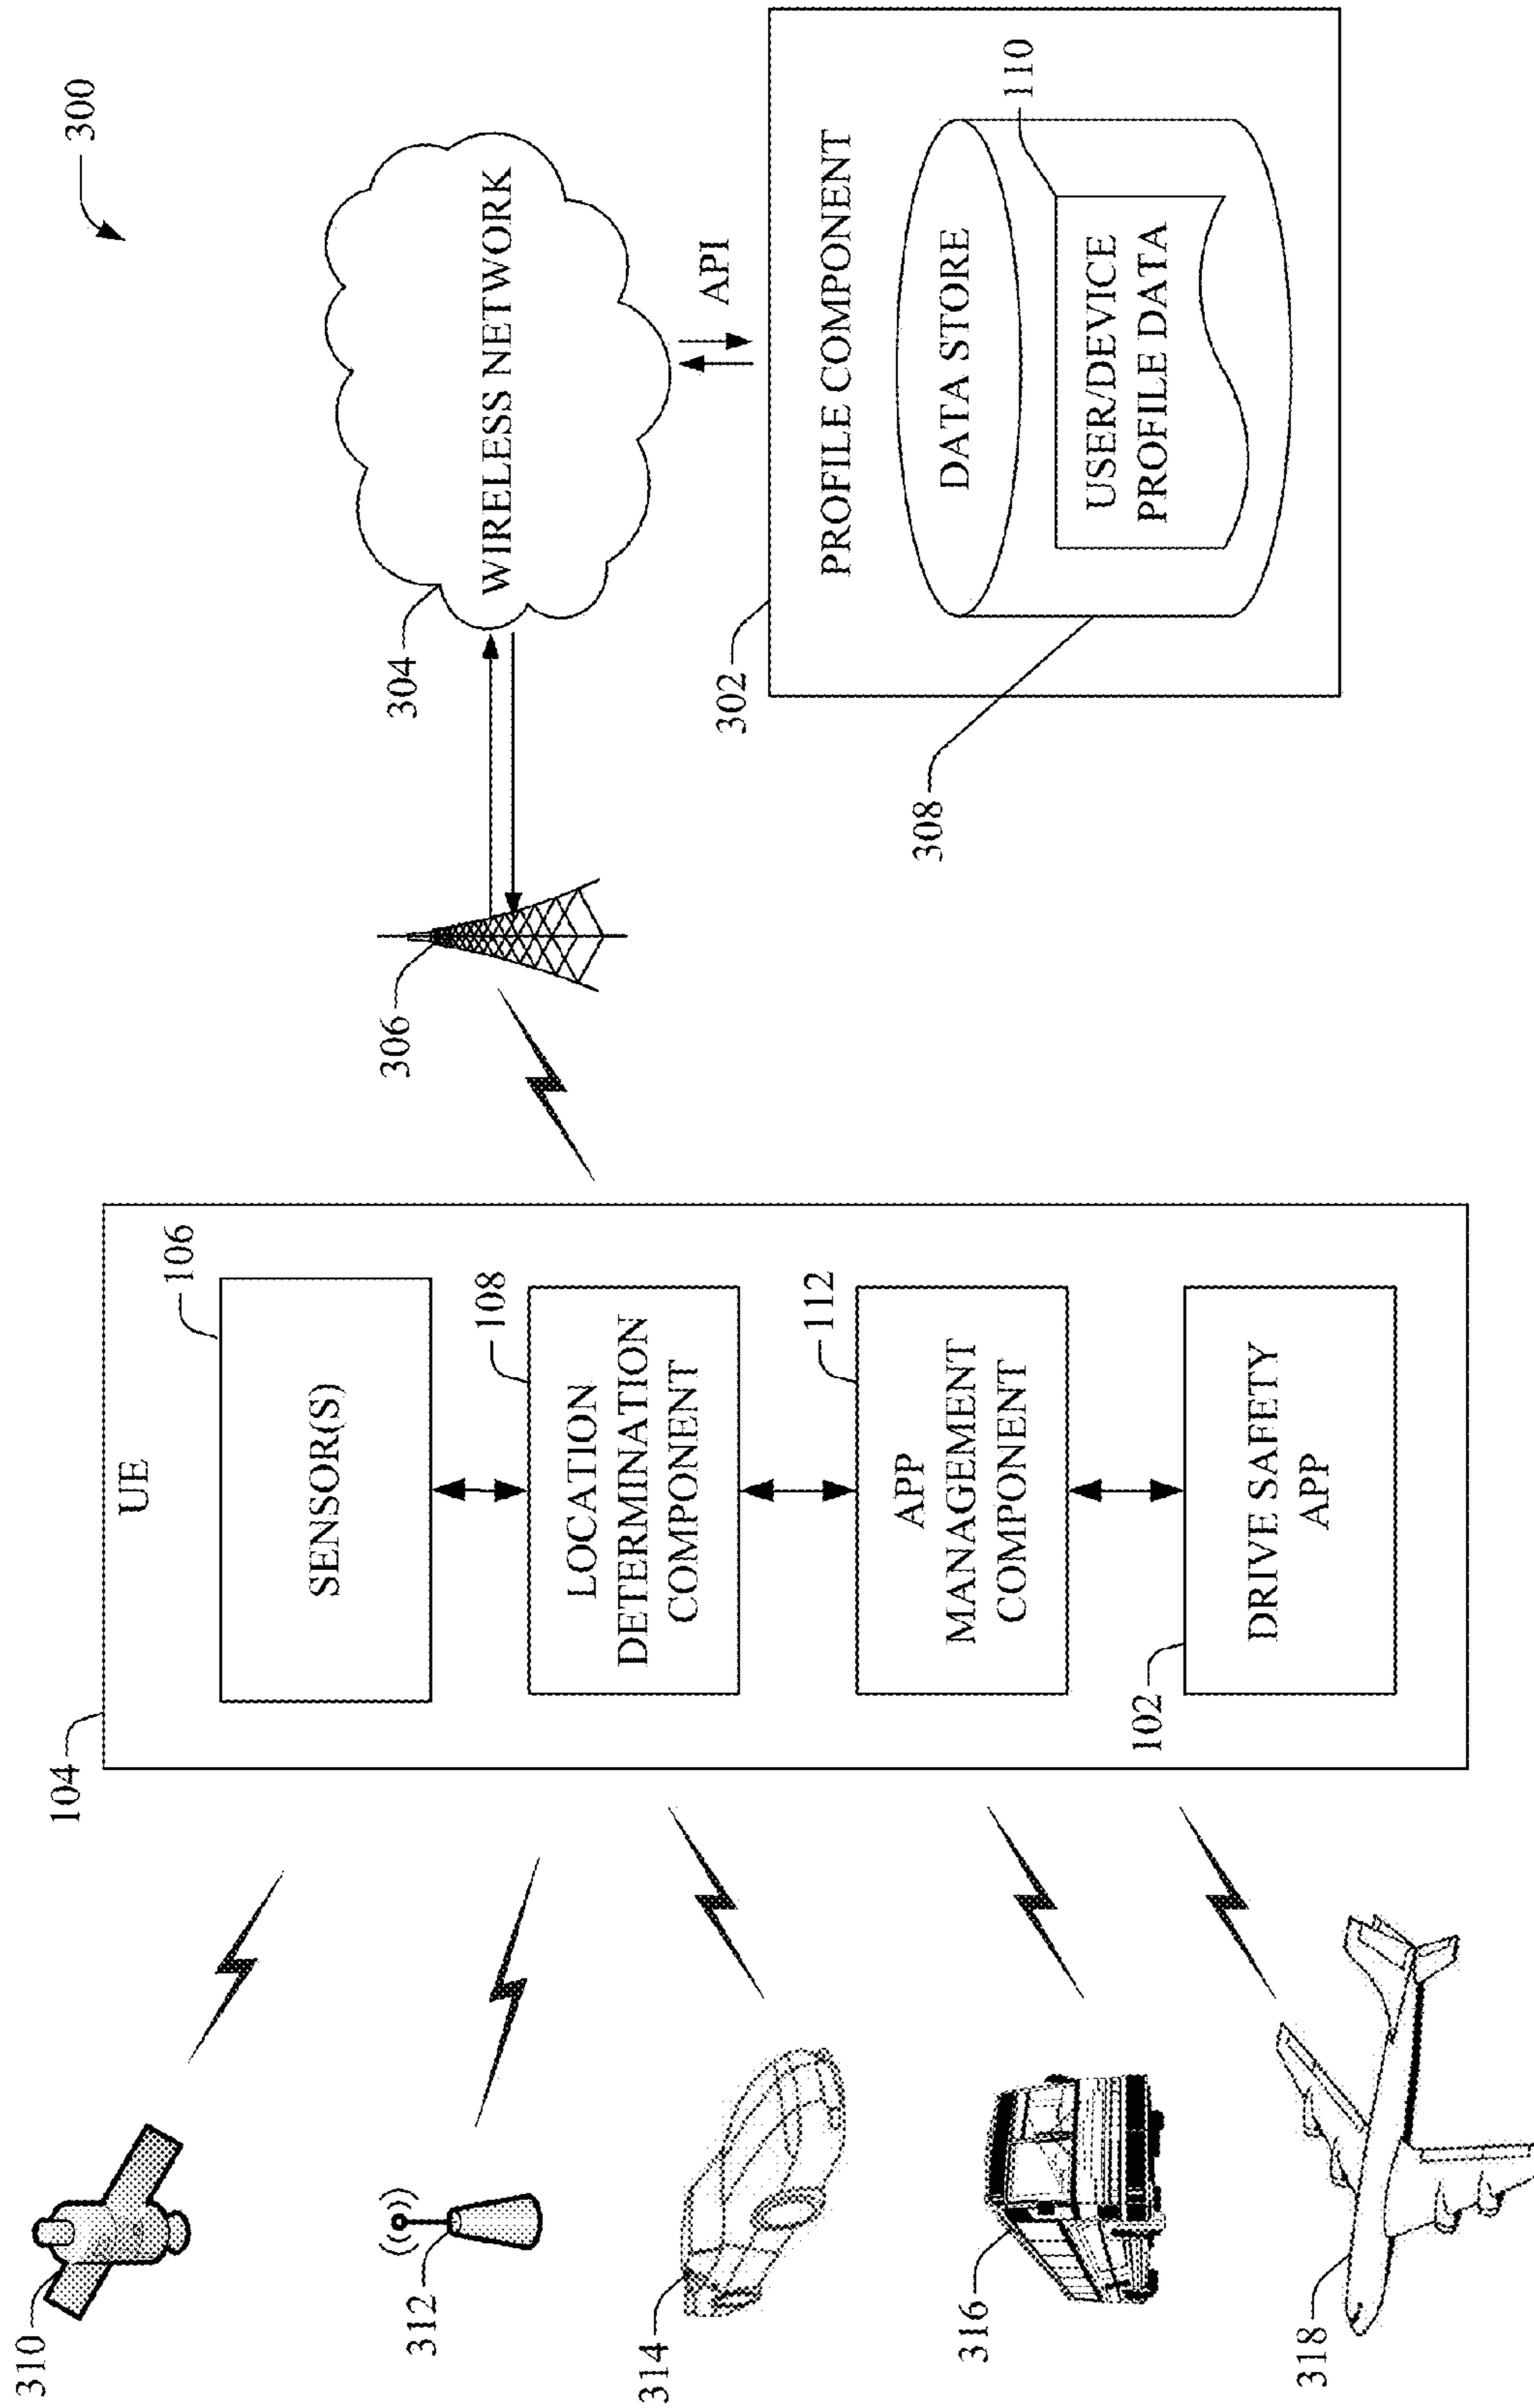 300
310
104
UE
106
SENSOR(S)
312
108
LOCATION
DETERMINATION
COMPONENT
306
304
WIRELESS NETWORK
API
314
112
APP
MANAGEMENT
COMPONENT
302
PROFILE COMPONENT
316
308
DATA STORE
110
USER/DEVICE
PROFILE DATA
318
102
DRIVE SAFETY
APP